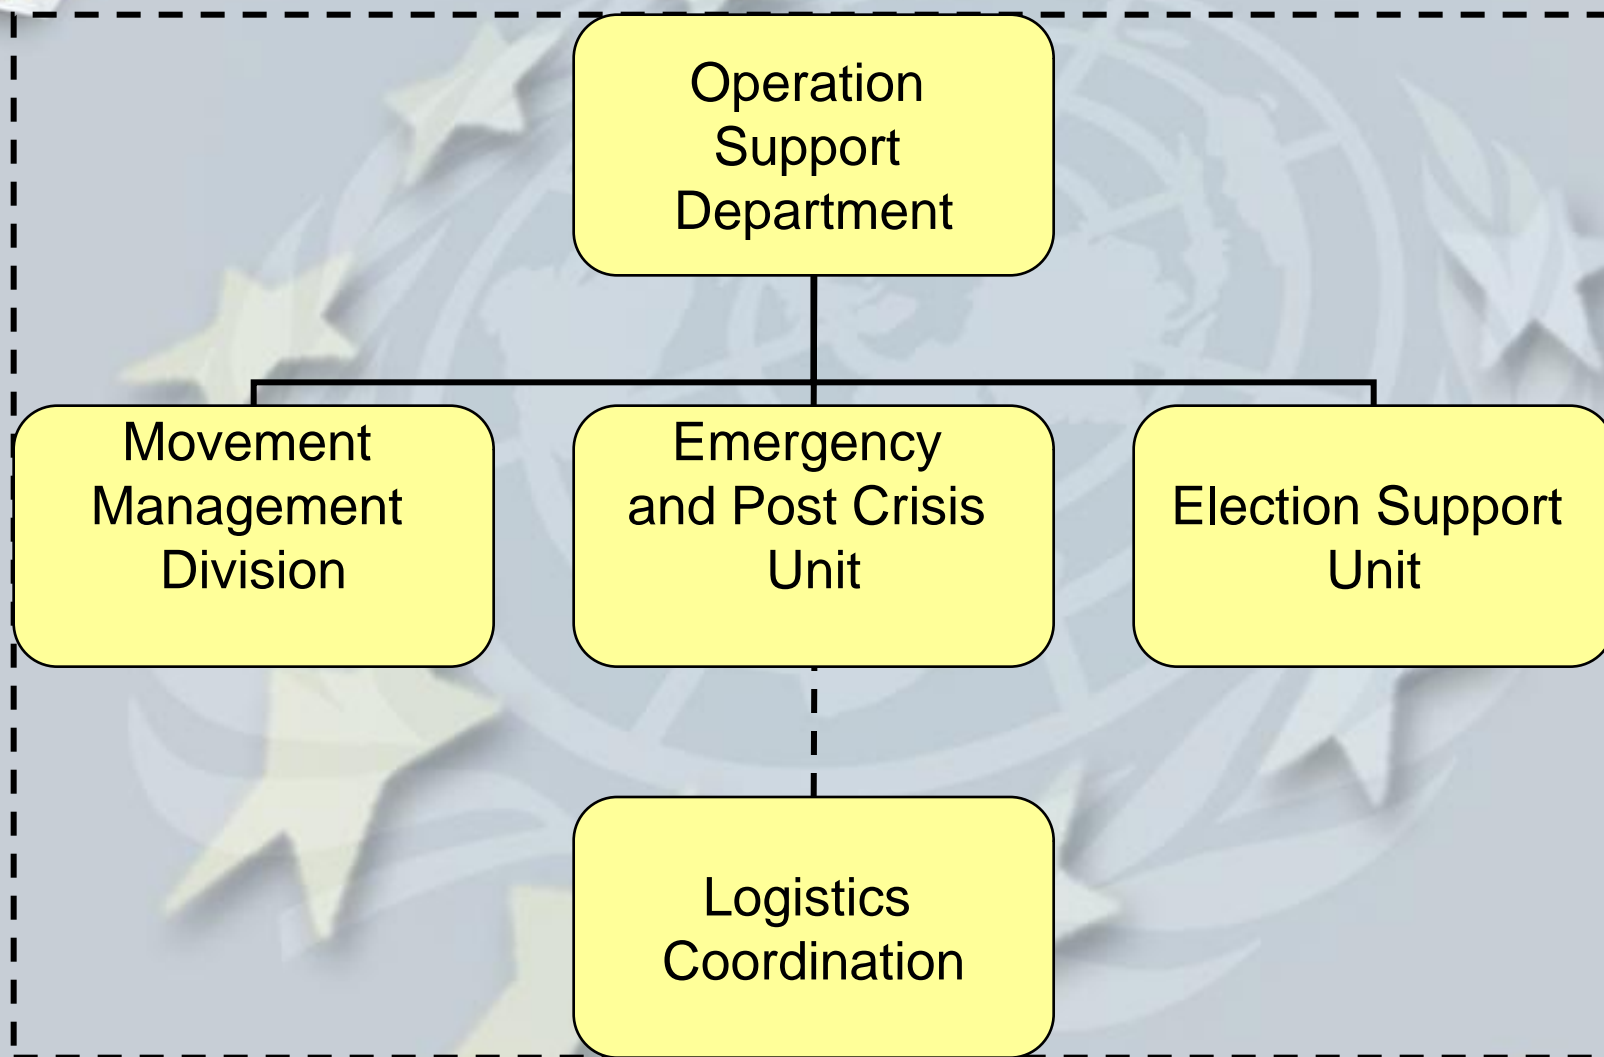 Operation
Support
Department
Movement
Management
Division
Emergency
and Post Crisis
Unit
Election Support
Unit
Logistics
Coordination